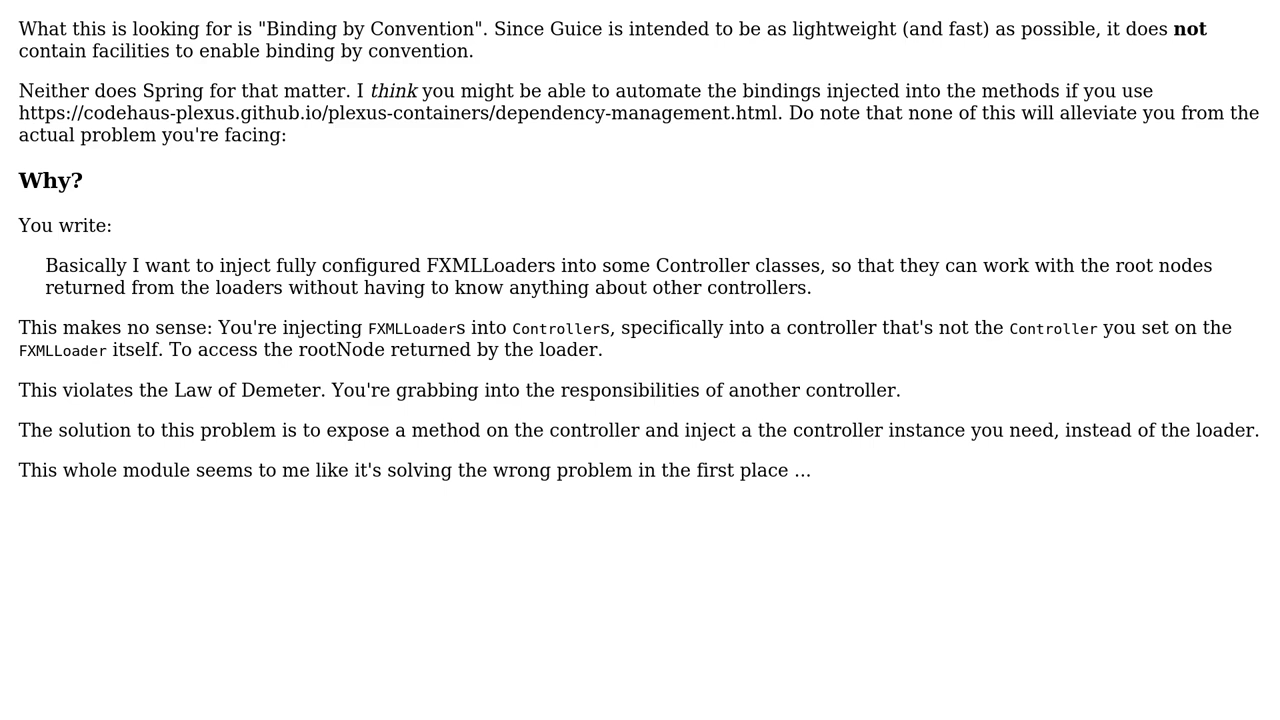 What this is looking for is "Binding by Convention". Since Guice is intended to be as lightweight (and fast) as possible, it does not
contain facilities to enable binding by convention.
Neither does Spring for that matter. I think you might be able to automate the bindings injected into the methods if you use
https://codehaus-plexus.github.io/plexus-containers/dependency-management.html. Do note that none of this will alleviate you from the
actual problem you're facing:
Why?
You write:
Basically I want to inject fully configured FXMLLoaders into some Controller classes, so that they can work with the root nodes
returned from the loaders without having to know anything about other controllers.
This makes no sense: You're injecting FXMLLoaders into Controllers, specifically into a controller that's not the Controller you set on the
FXMLLoader itself. To access the rootNode returned by the loader.
This violates the Law of Demeter. You're grabbing into the responsibilities of another controller.
The solution to this problem is to expose a method on the controller and inject a the controller instance you need, instead of the loader.
This whole module seems to me like it's solving the wrong problem in the first place ...